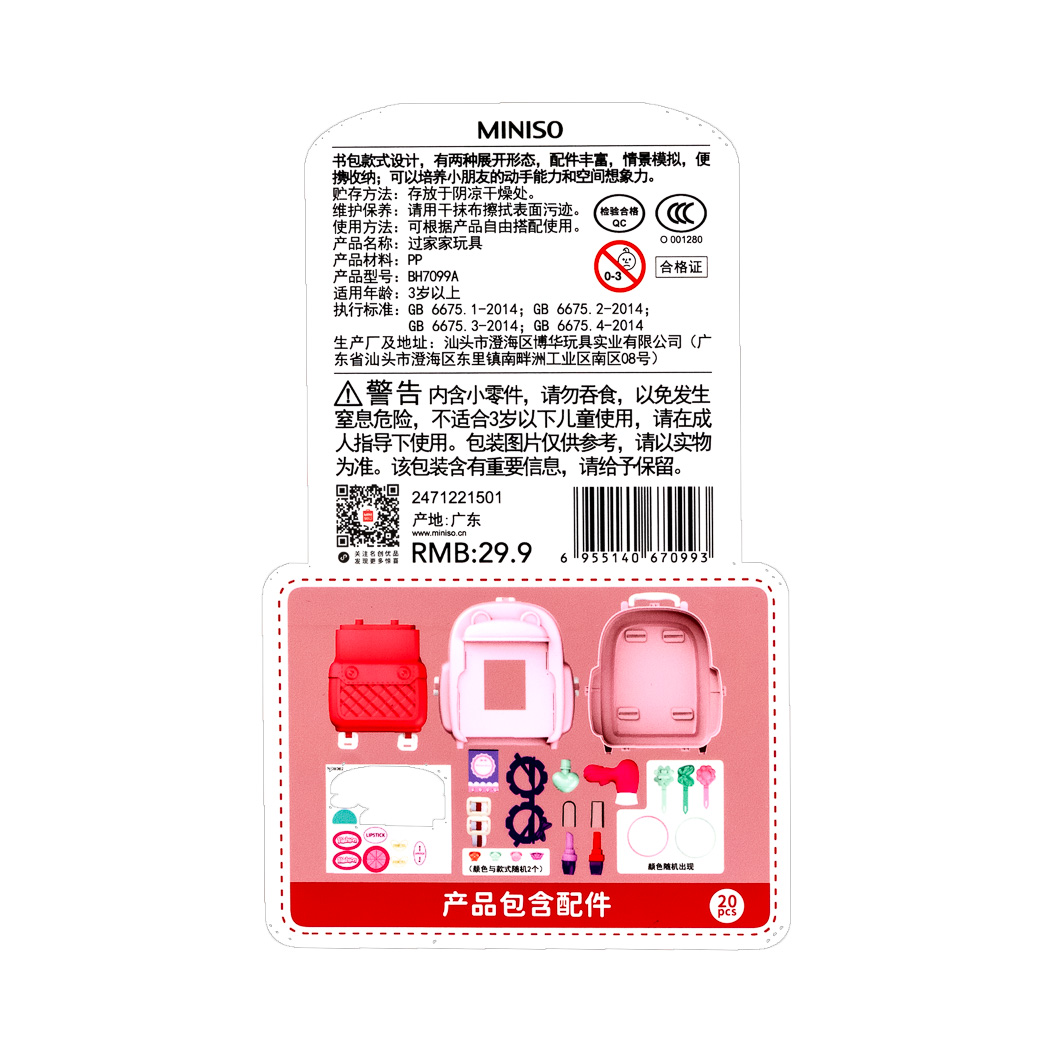 MINISO
书包款式设计，有两种展开形态，配件丰富，情景模拟，便
携收纳；可以培养小朋友的动手能力和空间想象力。
贮存方法：存放于阴凉干燥处。
维护保养：请用干抹布擦拭表面污迹。
使用方法：可根据产品自由搭配使用。
产品名称：过家家玩具
产品材料：PP
产品型号：BH7099A
适用年龄：3岁以上
执行标准：GB 6675.1-2014；GB 6675.2-2014；
GB 6675.3-2014；GB 6675.4-2014
生产厂及地址：汕头市澄海区博华玩具实业有限公司（广
东省汕头市澄海区东里镇南畔洲工业区南区08号）
检验合格
QC
CCC
O 001280
0-3
合格证
警告 内含小零件，请勿吞食，以免发生
窒息危险，不适合3岁以下儿童使用，请在成
人指导下使用。包装图片仅供参考，请以实物
为准。该包装含有重要信息，请给予保留。
2471221501
产地:广东
www.miniso.cn
RMB:29.9
关注名创优品
发现更多惊喜
6 955140 670993
LIPSTICK
（颜色与款式随机2个）
颜色随机出现
产品包含配件
20
pcs